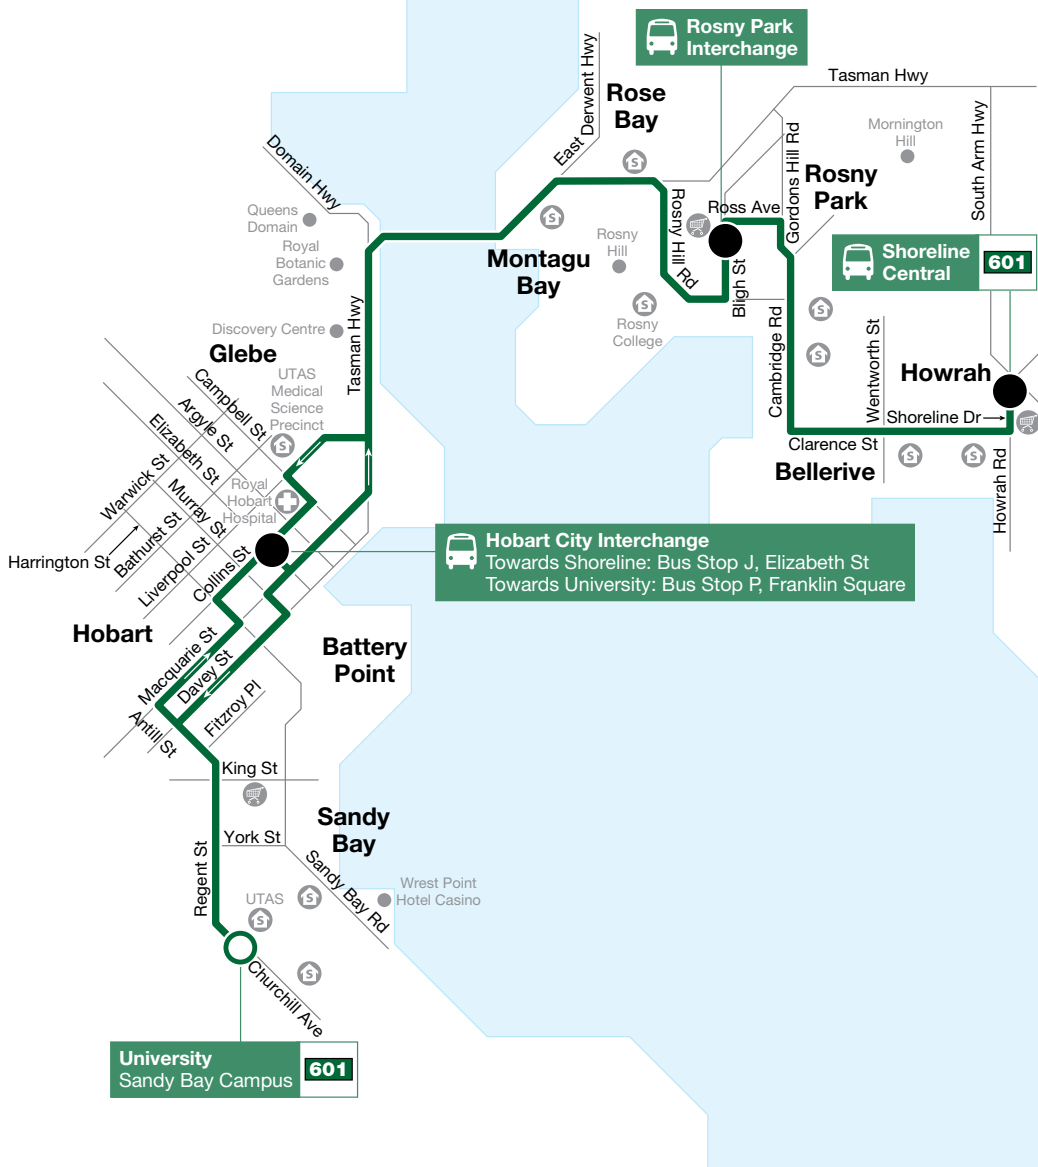 Rosny Park
Interchange
Tasman Hwy
East Derwent Hwy
Rose
Bay
South Arm Hwy
Mornington
Hill
Gordons Hill Rd
Domain Hwy
Rosny
Park
Queens
Domain
Ross Ave
Rosny Hill Rd
Rosny
Hill
Royal
Botanic
Gardens
Montagu
Bay
Shoreline
Central
601
Bligh St
Tasman Hwy
Discovery Centre
Rosny
College
Cambridge Rd
Wentworth St
Glebe
UTAS
Medical
Science
Precinct
Howrah
Campbell St
Argyle St
Elizabeth St
Shoreline Dr
Clarence St
Bellerive
Howrah Rd
Warwick St
Murray St
Royal
Hobart
Hospital
Bathurst St
Harrington St
Liverpool St
Collins St
Hobart City Interchange
Towards Shoreline: Bus Stop J, Elizabeth St
Towards University: Bus Stop P, Franklin Square
Hobart
Battery
Point
Macquarie St
Davey St
Fitzroy Pl
Antill St
King St
Sandy
Bay
York St
Regent St
Sandy Bay Rd
Wrest Point
Hotel Casino
UTAS
Churchill Ave
University
Sandy Bay Campus
601